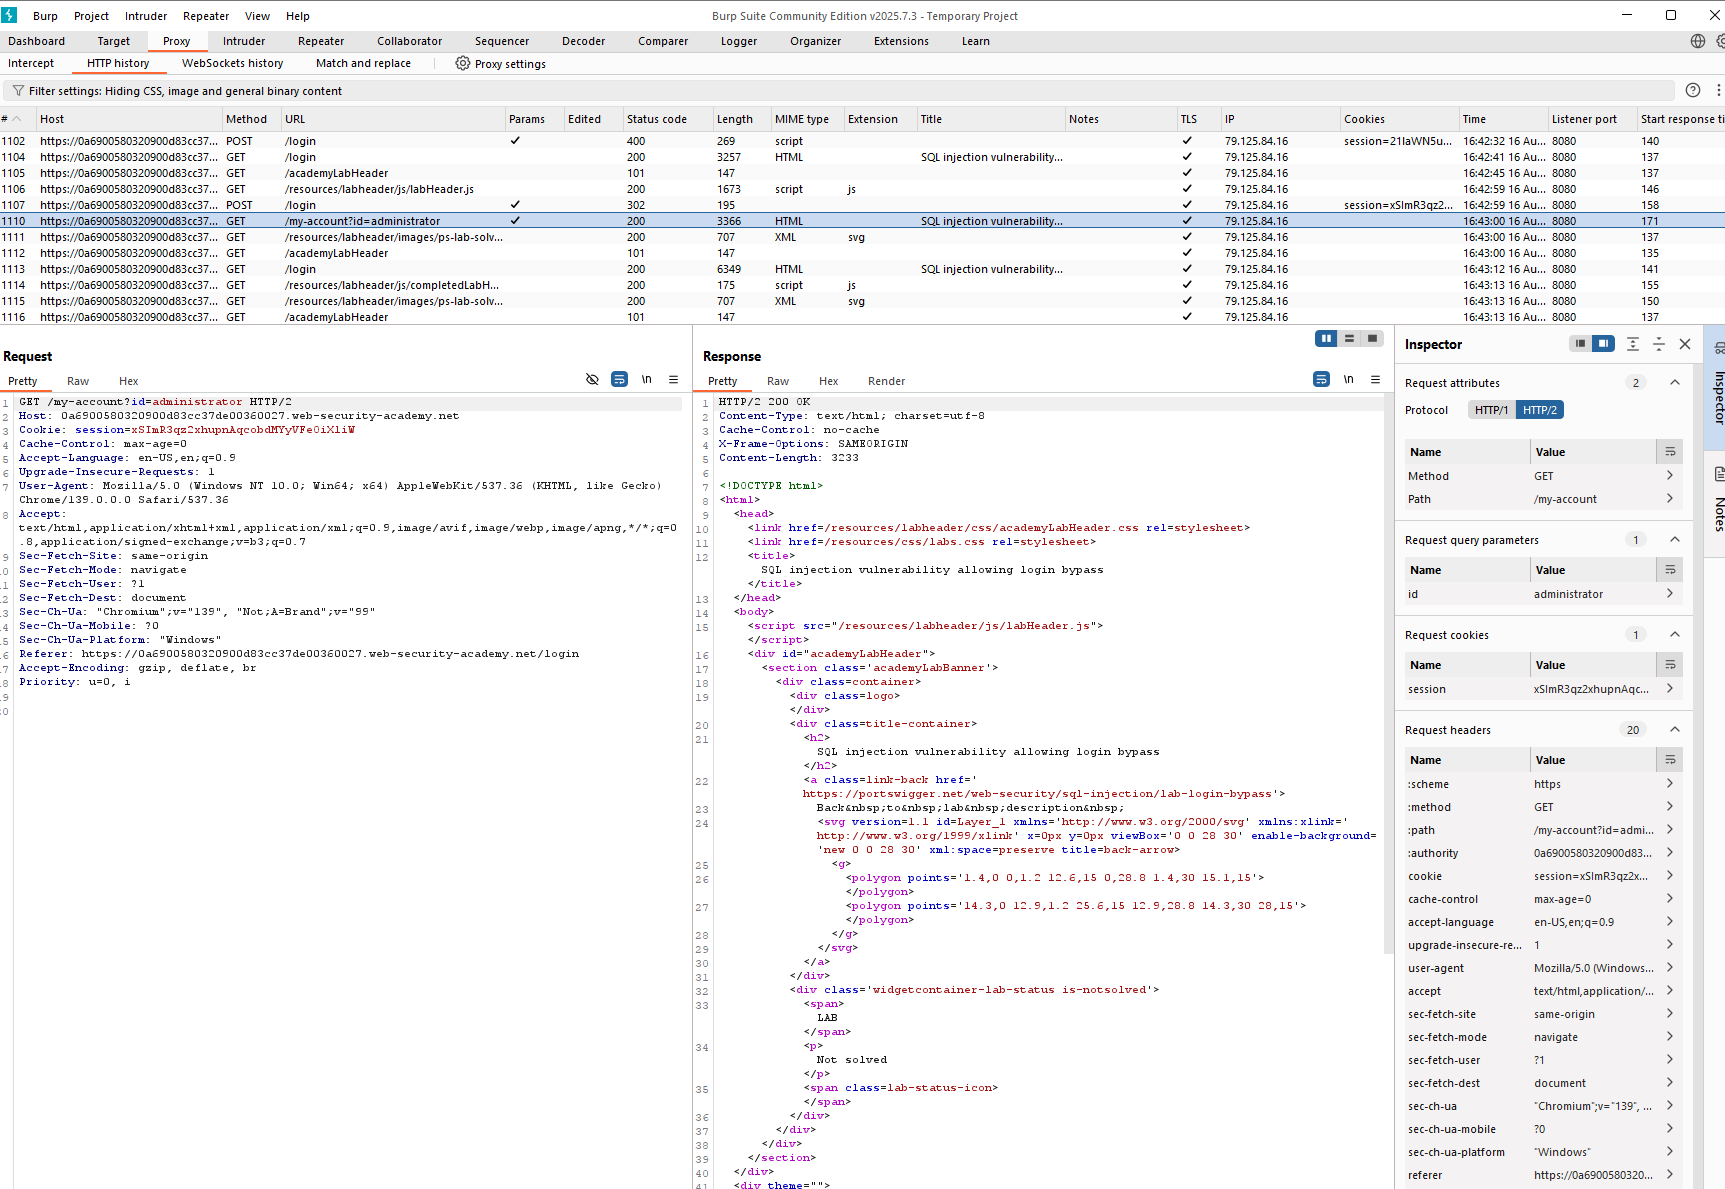 Burp Project Intruder Repeater View Help
Burp Suite Community Edition v2025.7.3 - Temporary Project
Dashboard Target Proxy Intruder Repeater Collaborator Sequencer Decoder Comparer Logger Organizer Extensions Learn
Intercept HTTP history WebSockets history Match and replace Proxy settings
Filter settings: Hiding CSS, image and general binary content
# Host Method URL Params Edited Status code Length MIME type Extension Title Notes TLS IP Cookies Time Listener port Start response ti
1102 https://0a6900580320900d83cc37... POST /login ✓ 400 269 script ✓ 79.125.84.16 session=21IaWN5u... 16:42:32 16 Au... 8080 140
1104 https://0a6900580320900d83cc37... GET /login 200 3257 HTML SQL injection vulnerability... ✓ 79.125.84.16 16:42:41 16 Au... 8080 137
1105 https://0a6900580320900d83cc37... GET /academyLabHeader 101 147 ✓ 79.125.84.16 16:42:45 16 Au... 8080 137
1106 https://0a6900580320900d83cc37... GET /resources/labheader/js/labHeader.js 200 1673 script js ✓ 79.125.84.16 16:42:59 16 Au... 8080 146
1107 https://0a6900580320900d83cc37... POST /login ✓ 302 195 ✓ 79.125.84.16 session=xSImR3qz2... 16:42:59 16 Au... 8080 158
1110 https://0a6900580320900d83cc37... GET /my-account?id=administrator ✓ 200 3366 HTML SQL injection vulnerability... ✓ 79.125.84.16 16:43:00 16 Au... 8080 171
1111 https://0a6900580320900d83cc37... GET /resources/labheader/images/ps-lab-solv... 200 707 XML svg ✓ 79.125.84.16 16:43:00 16 Au... 8080 137
1112 https://0a6900580320900d83cc37... GET /academyLabHeader 101 147 ✓ 79.125.84.16 16:43:00 16 Au... 8080 135
1113 https://0a6900580320900d83cc37... GET /login 200 6349 HTML SQL injection vulnerability... ✓ 79.125.84.16 16:43:12 16 Au... 8080 141
1114 https://0a6900580320900d83cc37... GET /resources/labheader/js/completedLabH... 200 175 script js ✓ 79.125.84.16 16:43:13 16 Au... 8080 155
1115 https://0a6900580320900d83cc37... GET /resources/labheader/images/ps-lab-solv... 200 707 XML svg ✓ 79.125.84.16 16:43:13 16 Au... 8080 150
1116 https://0a6900580320900d83cc37... GET /academyLabHeader 101 147 ✓ 79.125.84.16 16:43:13 16 Au... 8080 137
Request
Pretty Raw Hex \n
1 GET /my-account?id=administrator HTTP/2
2 Host: 0a6900580320900d83cc37de00360027.web-security-academy.net
3 Cookie: session=xSImR3qz2xhupnAqcobdMYyVFe0iXliW
4 Cache-Control: max-age=0
5 Accept-Language: en-US,en;q=0.9
6 Upgrade-Insecure-Requests: 1
7 User-Agent: Mozilla/5.0 (Windows NT 10.0; Win64; x64) AppleWebKit/537.36 (KHTML, like Gecko)
Chrome/139.0.0.0 Safari/537.36
8 Accept:
text/html,application/xhtml+xml,application/xml;q=0.9,image/avif,image/webp,image/apng,*/*;q=0
.8,application/signed-exchange;v=b3;q=0.7
9 Sec-Fetch-Site: same-origin
0 Sec-Fetch-Mode: navigate
1 Sec-Fetch-User: ?1
2 Sec-Fetch-Dest: document
3 Sec-Ch-Ua: "Chromium";v="139", "Not;A=Brand";v="99"
4 Sec-Ch-Ua-Mobile: ?0
5 Sec-Ch-Ua-Platform: "Windows"
6 Referer: https://0a6900580320900d83cc37de00360027.web-security-academy.net/login
7 Accept-Encoding: gzip, deflate, br
8 Priority: u=0, i
9
0
Response
Pretty Raw Hex Render \n
1 HTTP/2 200 OK
2 Content-Type: text/html; charset=utf-8
3 Cache-Control: no-cache
4 X-Frame-Options: SAMEORIGIN
5 Content-Length: 3233
6
7 <!DOCTYPE html>
8 <html>
9 <head>
10 <link href=/resources/labheader/css/academyLabHeader.css rel=stylesheet>
11 <link href=/resources/css/labs.css rel=stylesheet>
12 <title>
SQL injection vulnerability allowing login bypass
</title>
13 </head>
14 <body>
15 <script src="/resources/labheader/js/labHeader.js">
</script>
16 <div id="academyLabHeader">
17 <section class='academyLabBanner'>
18 <div class=container>
19 <div class=logo>
</div>
20 <div class=title-container>
21 <h2>
SQL injection vulnerability allowing login bypass
</h2>
22 <a class=link-back href='
https://portswigger.net/web-security/sql-injection/lab-login-bypass'>
23 Back&nbsp;to&nbsp;lab&nbsp;description&nbsp;
24 <svg version=1.1 id=Layer_1 xmlns='http://www.w3.org/2000/svg' xmlns:xlink='
http://www.w3.org/1999/xlink' x=0px y=0px viewBox='0 0 28 30' enable-background=
'new 0 0 28 30' xml:space=preserve title=back-arrow>
25 <g>
26 <polygon points='1.4,0 0,1.2 12.6,15 0,28.8 1.4,30 15.1,15'>
</polygon>
27 <polygon points='14.3,0 12.9,1.2 25.6,15 12.9,28.8 14.3,30 28,15'>
</polygon>
28 </g>
29 </svg>
30 </a>
31 </div>
32 <div class='widgetcontainer-lab-status is-notsolved'>
33 <span>
LAB
</span>
34 <p>
Not solved
</p>
35 <span class=lab-status-icon>
</span>
36 </div>
37 </div>
38 </div>
39 </section>
40 </div>
41 <div theme="">
Inspector
Request attributes 2
Protocol HTTP/1 HTTP/2
Name Value
Method GET
Path /my-account
Request query parameters 1
Name Value
id administrator
Request cookies 1
Name Value
session xSImR3qz2xhupnAqc...
Request headers 20
Name Value
:scheme https
:method GET
:path /my-account?id=admi...
:authority 0a6900580320900d83...
cookie session=xSImR3qz2x...
cache-control max-age=0
accept-language en-US,en;q=0.9
upgrade-insecure-re... 1
user-agent Mozilla/5.0 (Windows...
accept text/html,application/...
sec-fetch-site same-origin
sec-fetch-mode navigate
sec-fetch-user ?1
sec-fetch-dest document
sec-ch-ua "Chromium";v="139", ...
sec-ch-ua-mobile ?0
sec-ch-ua-platform "Windows"
referer https://0a690058032​0...
Inspector
Notes